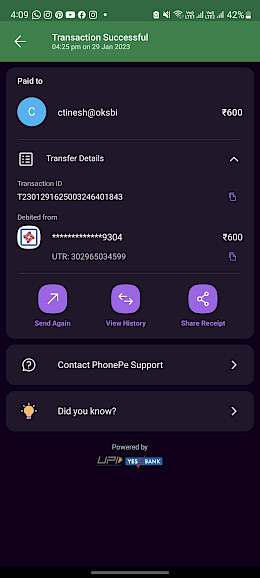 4:09
42%
Transaction Successful
04:25 pm on 29 Jan 2023
Paid to
C
ctinesh@oksbi
₹600
Transfer Details
Transaction ID
T2301291625003246401843
Debited from
*************9304
₹600
UTR: 302965034599
Send Again
View History
Share Receipt
Contact PhonePe Support
Did you know?
Powered by
UPI YES BANK